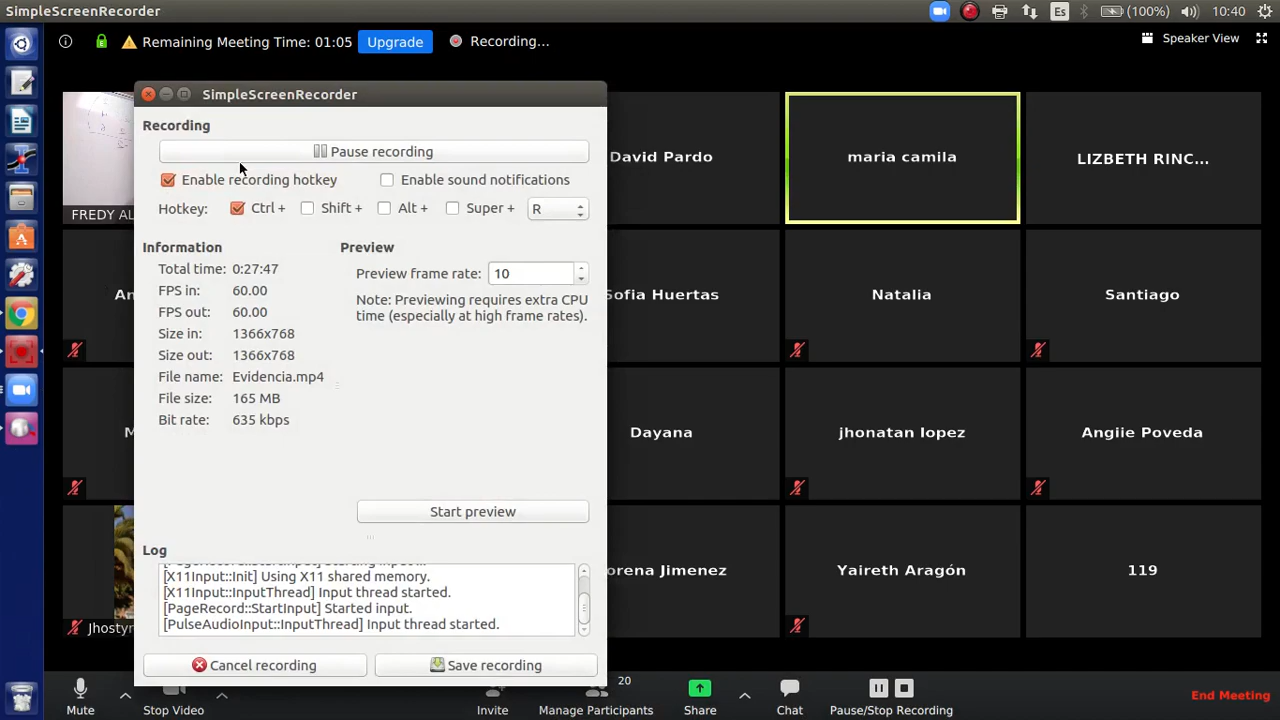 SimpleScreenRecorder
Es
(100%)
10:40
Remaining Meeting Time: 01:05
Upgrade
Recording...
Speaker View
SimpleScreenRecorder
Recording
Pause recording
Enable recording hotkey
Enable sound notifications
Hotkey:
Ctrl +
Shift +
Alt +
Super +
R
Information
Total time: 0:27:47
FPS in: 60.00
FPS out: 60.00
Size in: 1366x768
Size out: 1366x768
File name: Evidencia.mp4
File size: 165 MB
Bit rate: 635 kbps
Preview
Preview frame rate: 10
Note: Previewing requires extra CPU
time (especially at high frame rates).
Start preview
Log
[X11Input::Init] Using X11 shared memory.
[X11Input::InputThread] Input thread started.
[PageRecord::StartInput] Started input.
[PulseAudioInput::InputThread] Input thread started.
Cancel recording
Save recording
FREDY AL
David Pardo
maria camila
LIZBETH RINC...
An
Sofia Huertas
Natalia
Santiago
M
Dayana
jhonatan lopez
Angiie Poveda
Jhostyn
orena Jimenez
Yaireth Aragón
119
Mute
Stop Video
Invite
20
Manage Participants
Share
Chat
Pause/Stop Recording
End Meeting